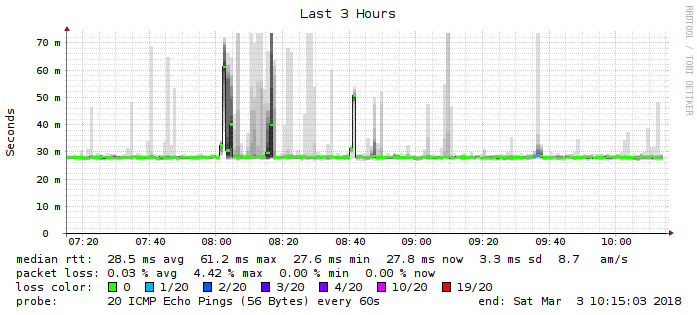 Last 3 Hours
RRDTOOL / TOBI OETIKER
Seconds
70 m
60 m
50 m
40 m
30 m
20 m
10 m
0
07:20 07:40 08:00 08:20 08:40 09:00 09:20 09:40 10:00
median rtt: 28.5 ms avg 61.2 ms max 27.6 ms min 27.8 ms now 3.3 ms sd 8.7 am/s
packet loss: 0.03 % avg 4.42 % max 0.00 % min 0.00 % now
loss color: 0 1/20 2/20 3/20 4/20 10/20 19/20
probe: 20 ICMP Echo Pings (56 Bytes) every 60s end: Sat Mar 3 10:15:03 2018